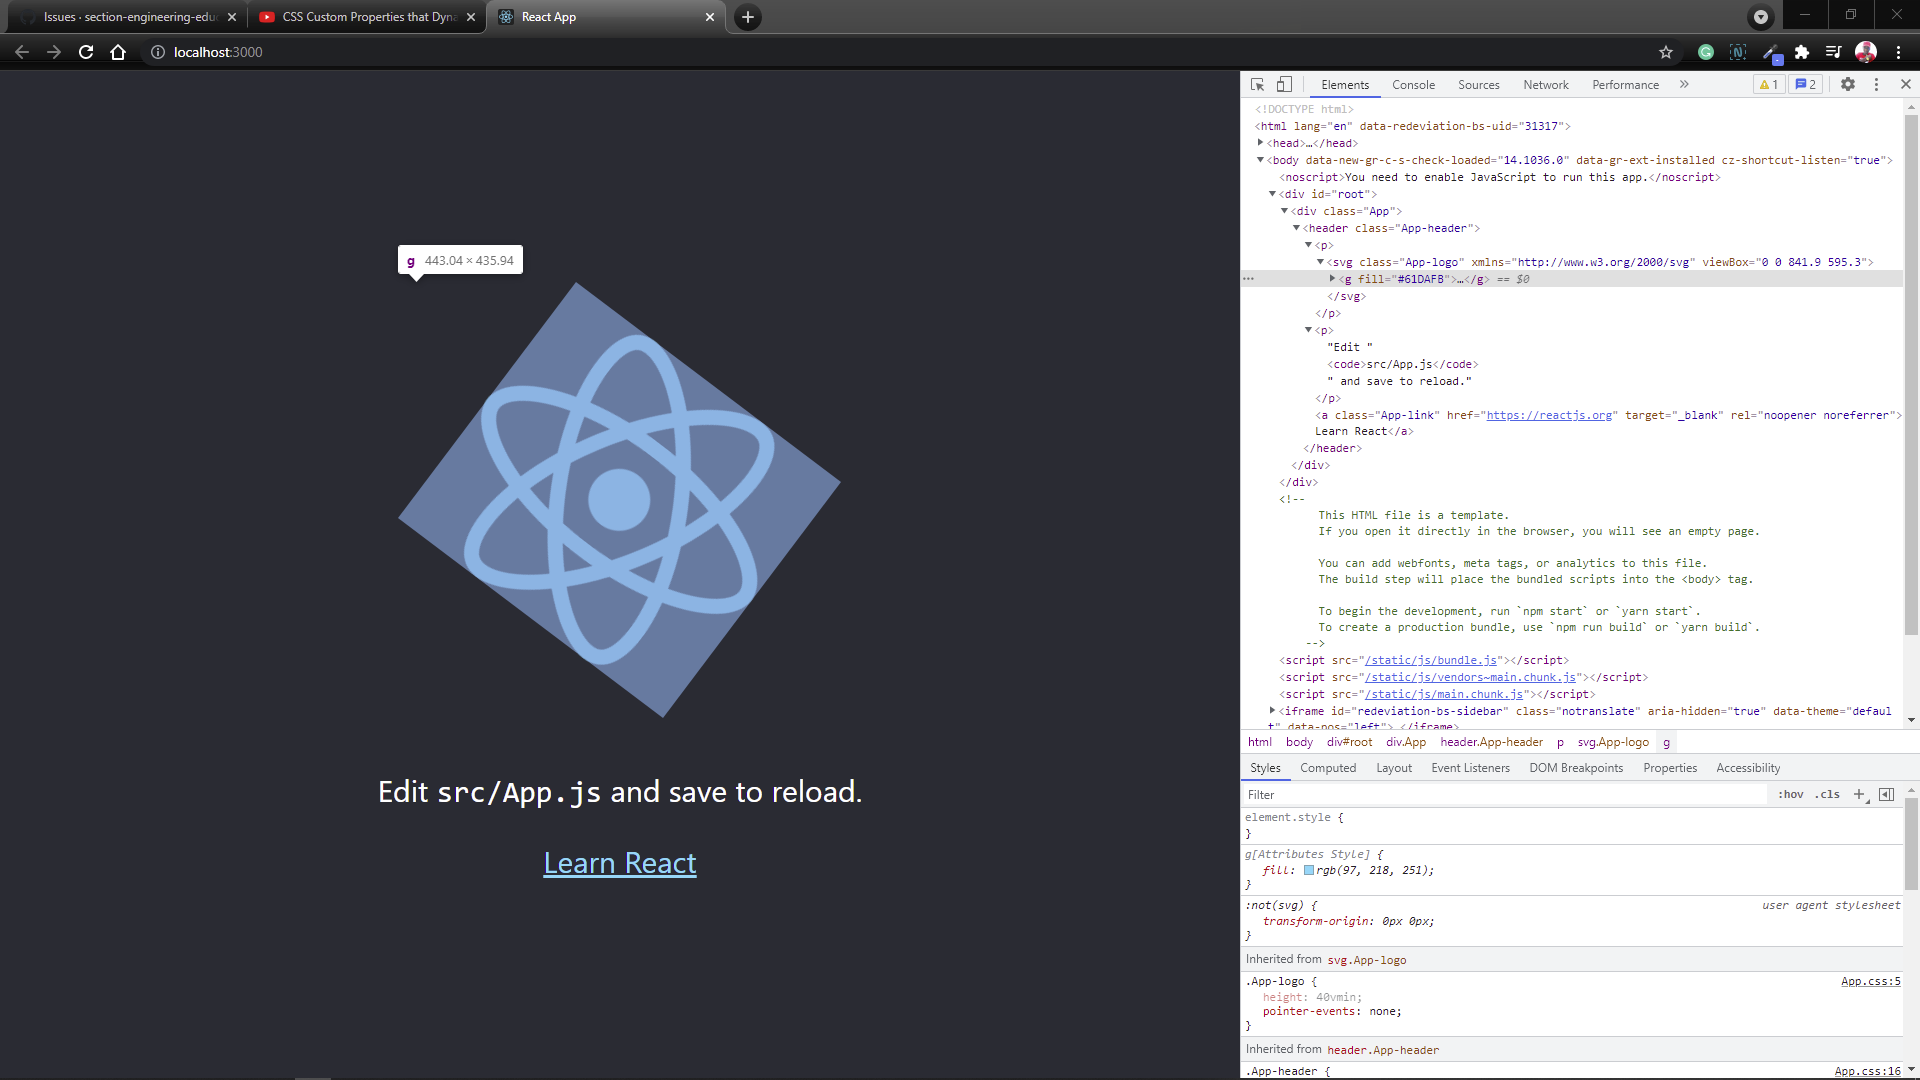 Issues · section-engineering-educ
CSS Custom Properties that Dyna
React App
localhost:3000
g 443.04 × 435.94
Edit src/App.js and save to reload.
Learn React
Elements Console Sources Network Performance 1 2
<!DOCTYPE html>
<html lang="en" data-redeviation-bs-uid="31317">
<head>…</head>
<body data-new-gr-c-s-check-loaded="14.1036.0" data-gr-ext-installed cz-shortcut-listen="true">
<noscript>You need to enable JavaScript to run this app.</noscript>
<div id="root">
<div class="App">
<header class="App-header">
<p>
<svg class="App-logo" xmlns="http://www.w3.org/2000/svg" viewBox="0 0 841.9 595.3">
<g fill="#61DAFB">…</g> == $0
</svg>
</p>
<p>
"Edit "
<code>src/App.js</code>
" and save to reload."
</p>
<a class="App-link" href="https://reactjs.org" target="_blank" rel="noopener noreferrer">
Learn React</a>
</header>
</div>
</div>
<!--
This HTML file is a template.
If you open it directly in the browser, you will see an empty page.
You can add webfonts, meta tags, or analytics to this file.
The build step will place the bundled scripts into the <body> tag.
To begin the development, run `npm start` or `yarn start`.
To create a production bundle, use `npm run build` or `yarn build`.
-->
<script src="/static/js/bundle.js"></script>
<script src="/static/js/vendors~main.chunk.js"></script>
<script src="/static/js/main.chunk.js"></script>
<iframe id="redeviation-bs-sidebar" class="notranslate" aria-hidden="true" data-theme="defaul
t" data-pos="left"> </iframe>
html body div#root div.App header.App-header p svg.App-logo g
Styles Computed Layout Event Listeners DOM Breakpoints Properties Accessibility
Filter :hov .cls +
element.style {
}
g[Attributes Style] {
fill: rgb(97, 218, 251);
}
:not(svg) { user agent stylesheet
transform-origin: 0px 0px;
}
Inherited from svg.App-logo
.App-logo { App.css:5
height: 40vmin;
pointer-events: none;
}
Inherited from header.App-header
.App-header { App.css:16